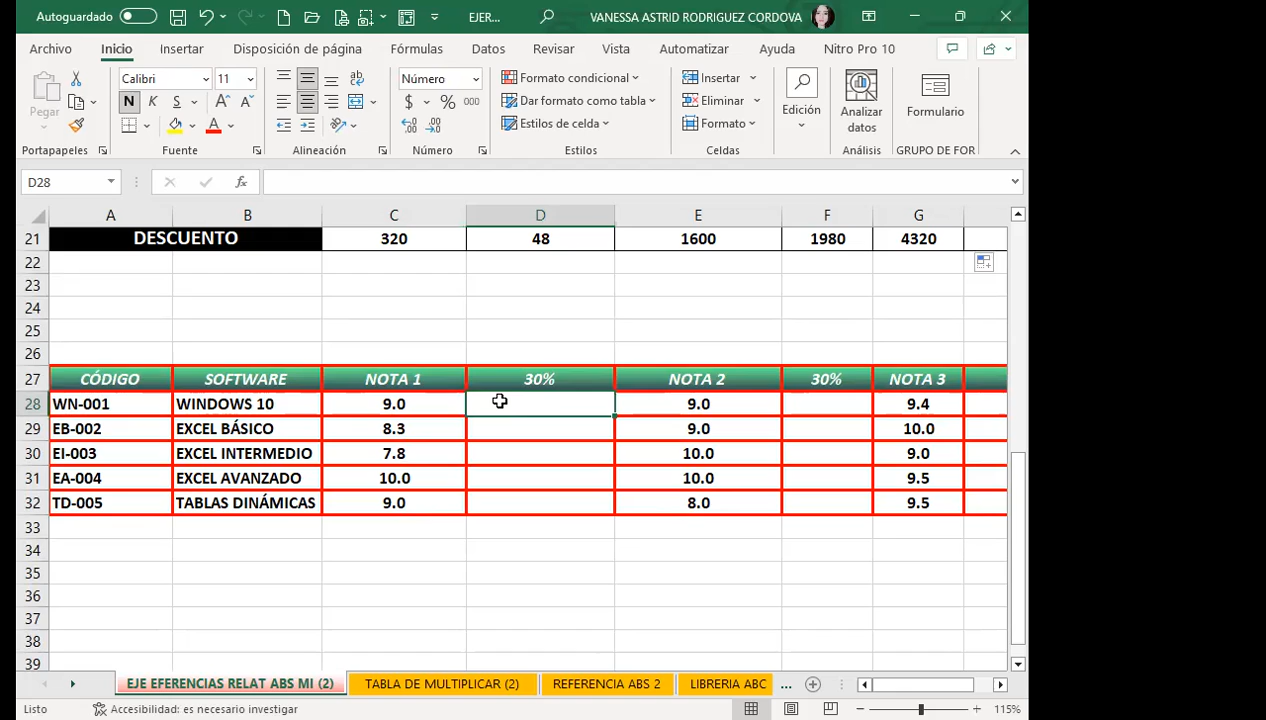 Autoguardado EJER... VANESSA ASTRID RODRIGUEZ CORDOVA
Archivo Inicio Insertar Disposición de página Fórmulas Datos Revisar Vista Automatizar Ayuda Nitro Pro 10
Pegar Calibri 11 Número Formato condicional Insertar Edición Analizar datos Formulario
N K S $ % 000 Dar formato como tabla Eliminar
Estilos de celda Formato
Portapapeles Fuente Alineación Número Estilos Celdas Análisis GRUPO DE FOR
D28 fx
A B C D E F G
21 DESCUENTO 320 48 1600 1980 4320
22
23
24
25
26
27 CÓDIGO SOFTWARE NOTA 1 30% NOTA 2 30% NOTA 3
28 WN-001 WINDOWS 10 9.0 9.0 9.4
29 EB-002 EXCEL BÁSICO 8.3 9.0 10.0
30 EI-003 EXCEL INTERMEDIO 7.8 10.0 9.0
31 EA-004 EXCEL AVANZADO 10.0 10.0 9.5
32 TD-005 TABLAS DINÁMICAS 9.0 8.0 9.5
33
34
35
36
37
38
39
EJE EFERENCIAS RELAT ABS MI (2) TABLA DE MULTIPLICAR (2) REFERENCIA ABS 2 LIBRERIA ABC ...
Listo Accesibilidad: es necesario investigar 115%